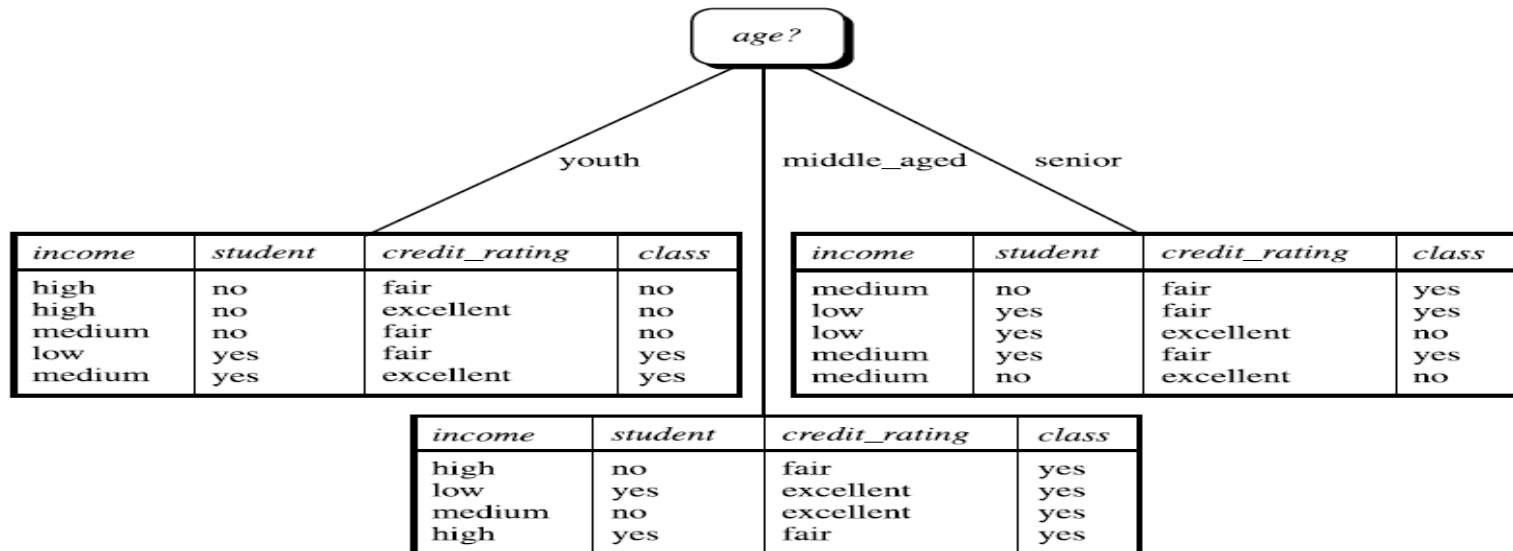 age?
youth middle_aged senior
income student credit_rating class
high no fair no
high no excellent no
medium no fair no
low yes fair yes
medium yes excellent yes
income student credit_rating class
medium no fair yes
low yes fair yes
low yes excellent no
medium yes fair yes
medium no excellent no
income student credit_rating class
high no fair yes
low yes excellent yes
medium no excellent yes
high yes fair yes